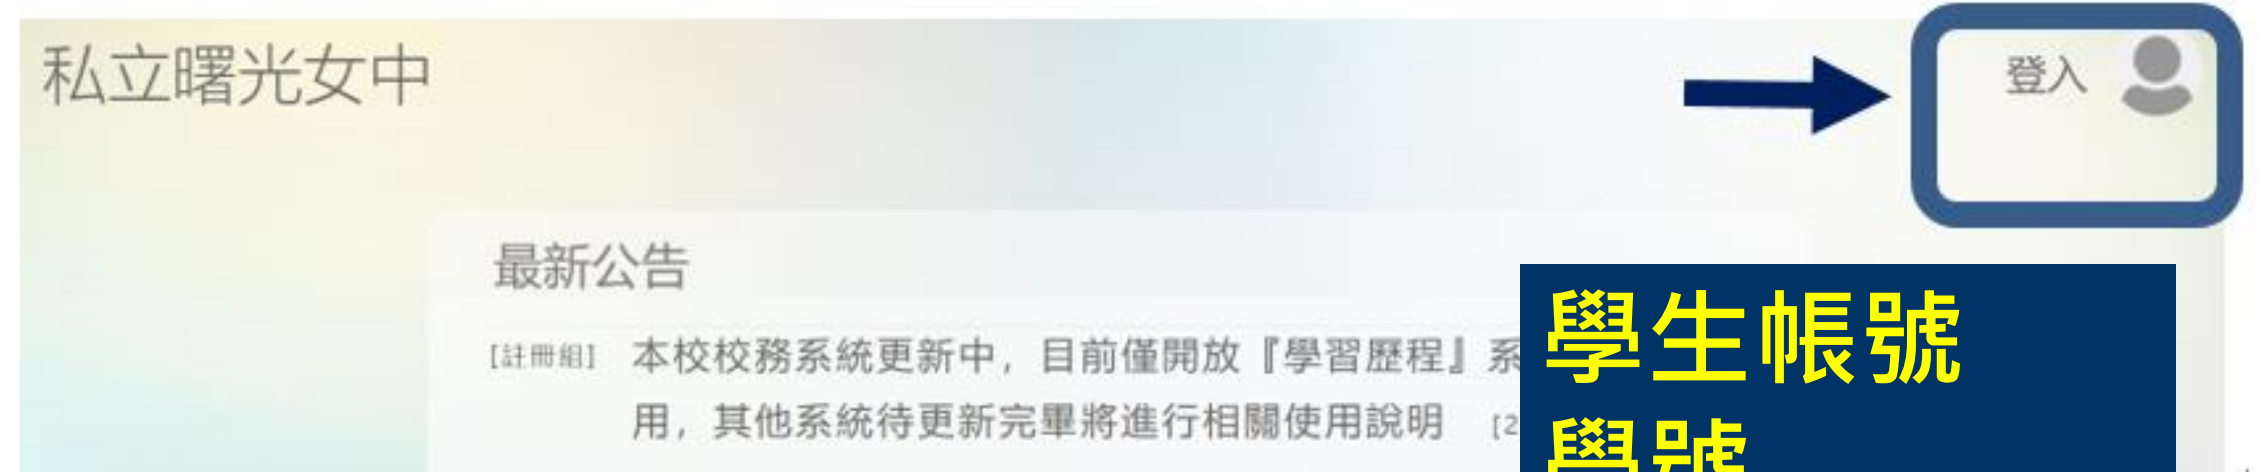 私立曙光女中
登入
最新公告
[註冊組] 本校校務系統更新中，目前僅開放『學習歷程』系
用，其他系統待更新完畢將進行相關使用說明 [2
學生帳號
學號